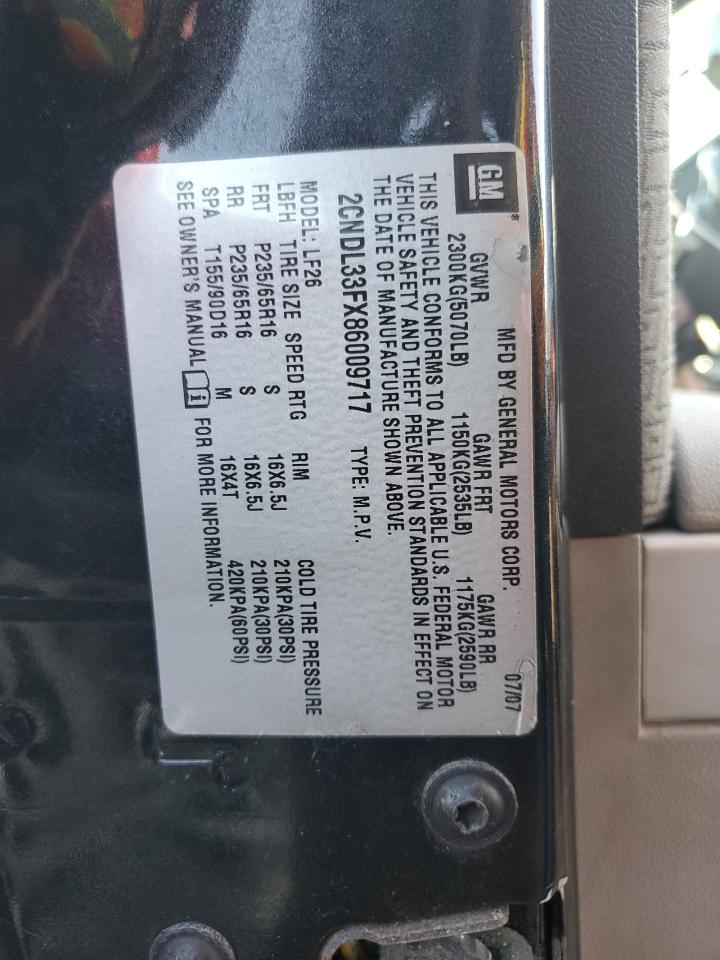 GM® MFD BY GENERAL MOTORS CORP. 07/07
GVWR GAWR FRT GAWR RR
2300KG(5070LB) 1150KG(2535LB) 1175KG(2590LB)
THIS VEHICLE CONFORMS TO ALL APPLICABLE U.S. FEDERAL MOTOR
VEHICLE SAFETY AND THEFT PREVENTION STANDARDS IN EFFECT ON
THE DATE OF MANUFACTURE SHOWN ABOVE.
2CNDL33FX86009717 TYPE: M.P.V.
MODEL: LF26
LBFH TIRE SIZE SPEED RTG RIM COLD TIRE PRESSURE
FRT P235/65R16 S 16X6.5J 210KPA(30PSI)
RR P235/65R16 S 16X6.5J 210KPA(30PSI)
SPA T155/90D16 M 16X4T 420KPA(60PSI)
SEE OWNER'S MANUAL i FOR MORE INFORMATION.